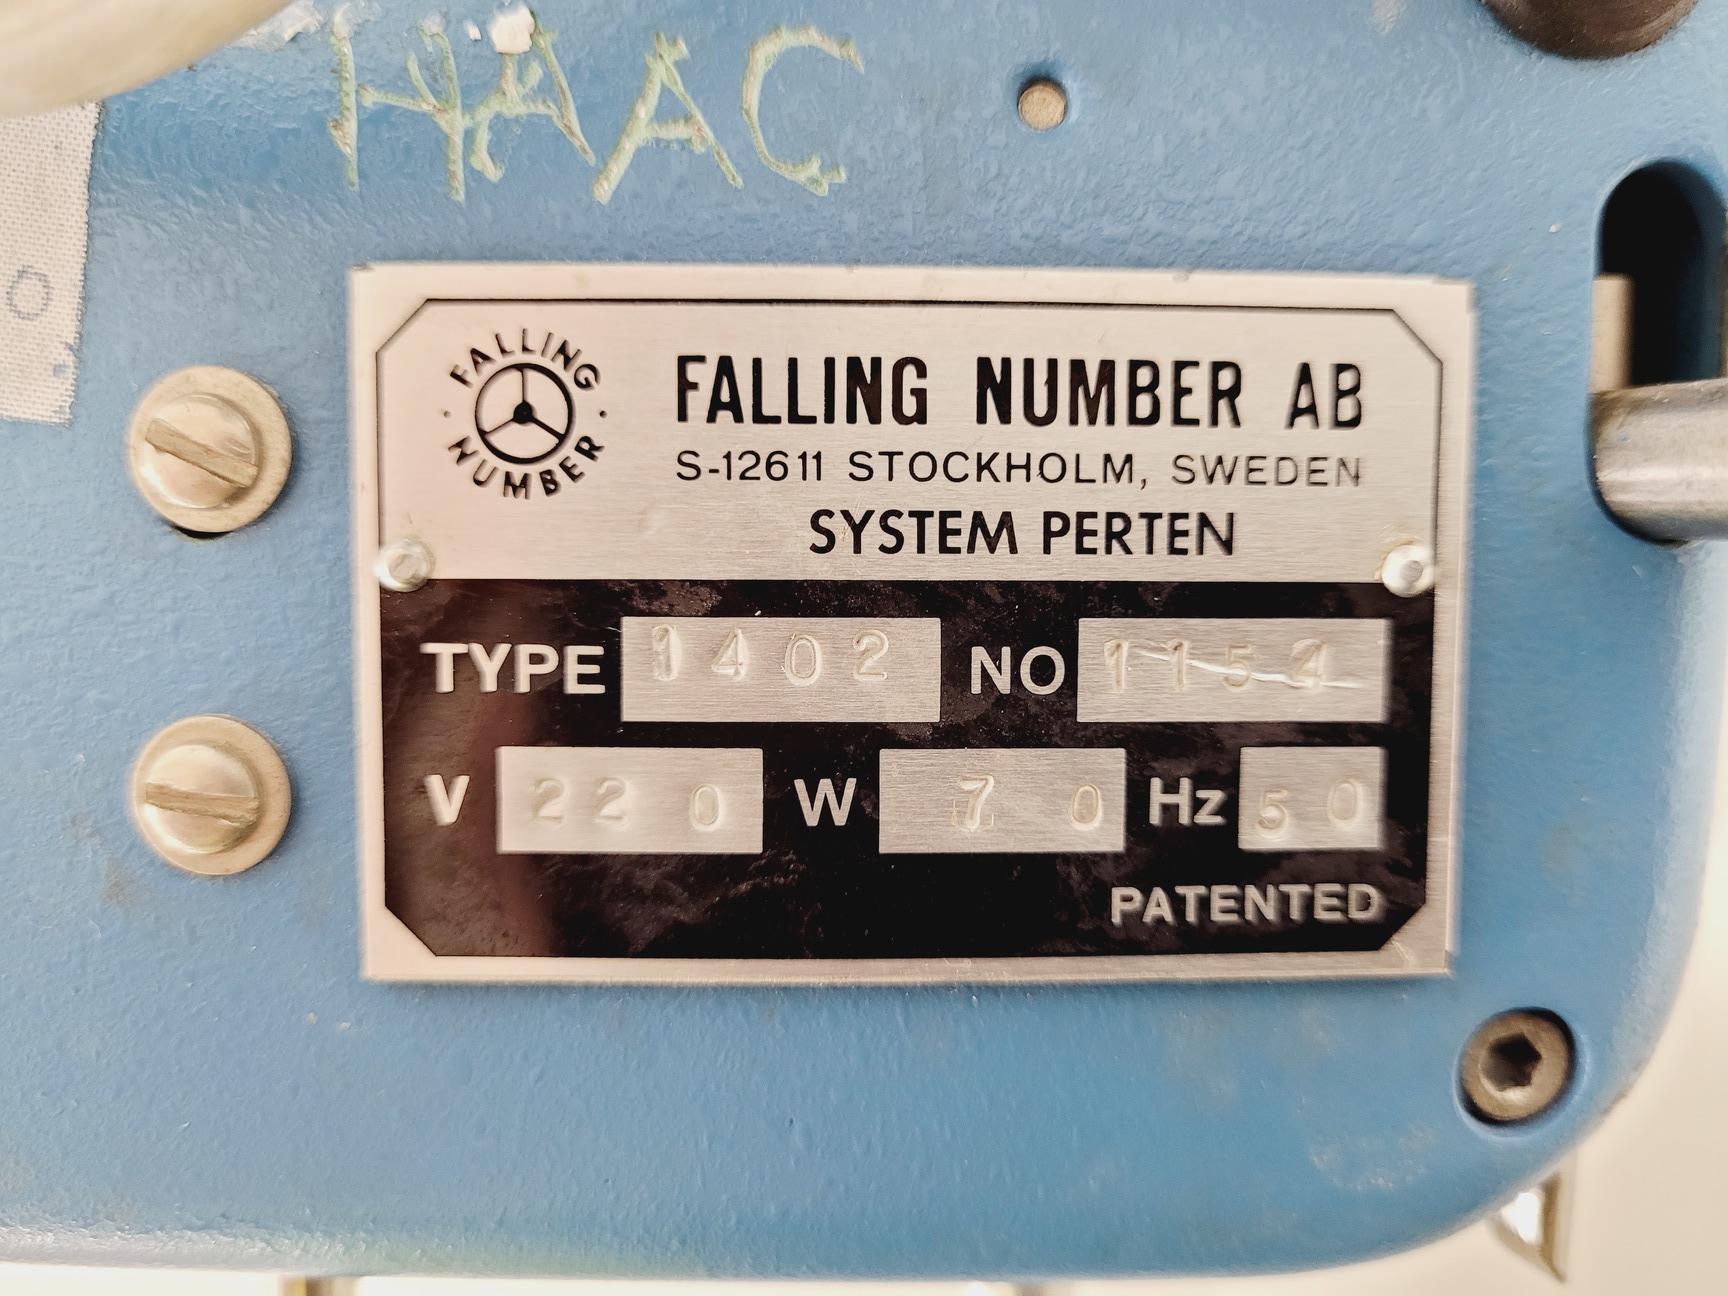 HAAC
O
FALLING NUMBER
FALLING NUMBER AB
S-12611 STOCKHOLM, SWEDEN
SYSTEM PERTEN
TYPE 1402 NO 1154
V 220 W 70 Hz 50
PATENTED